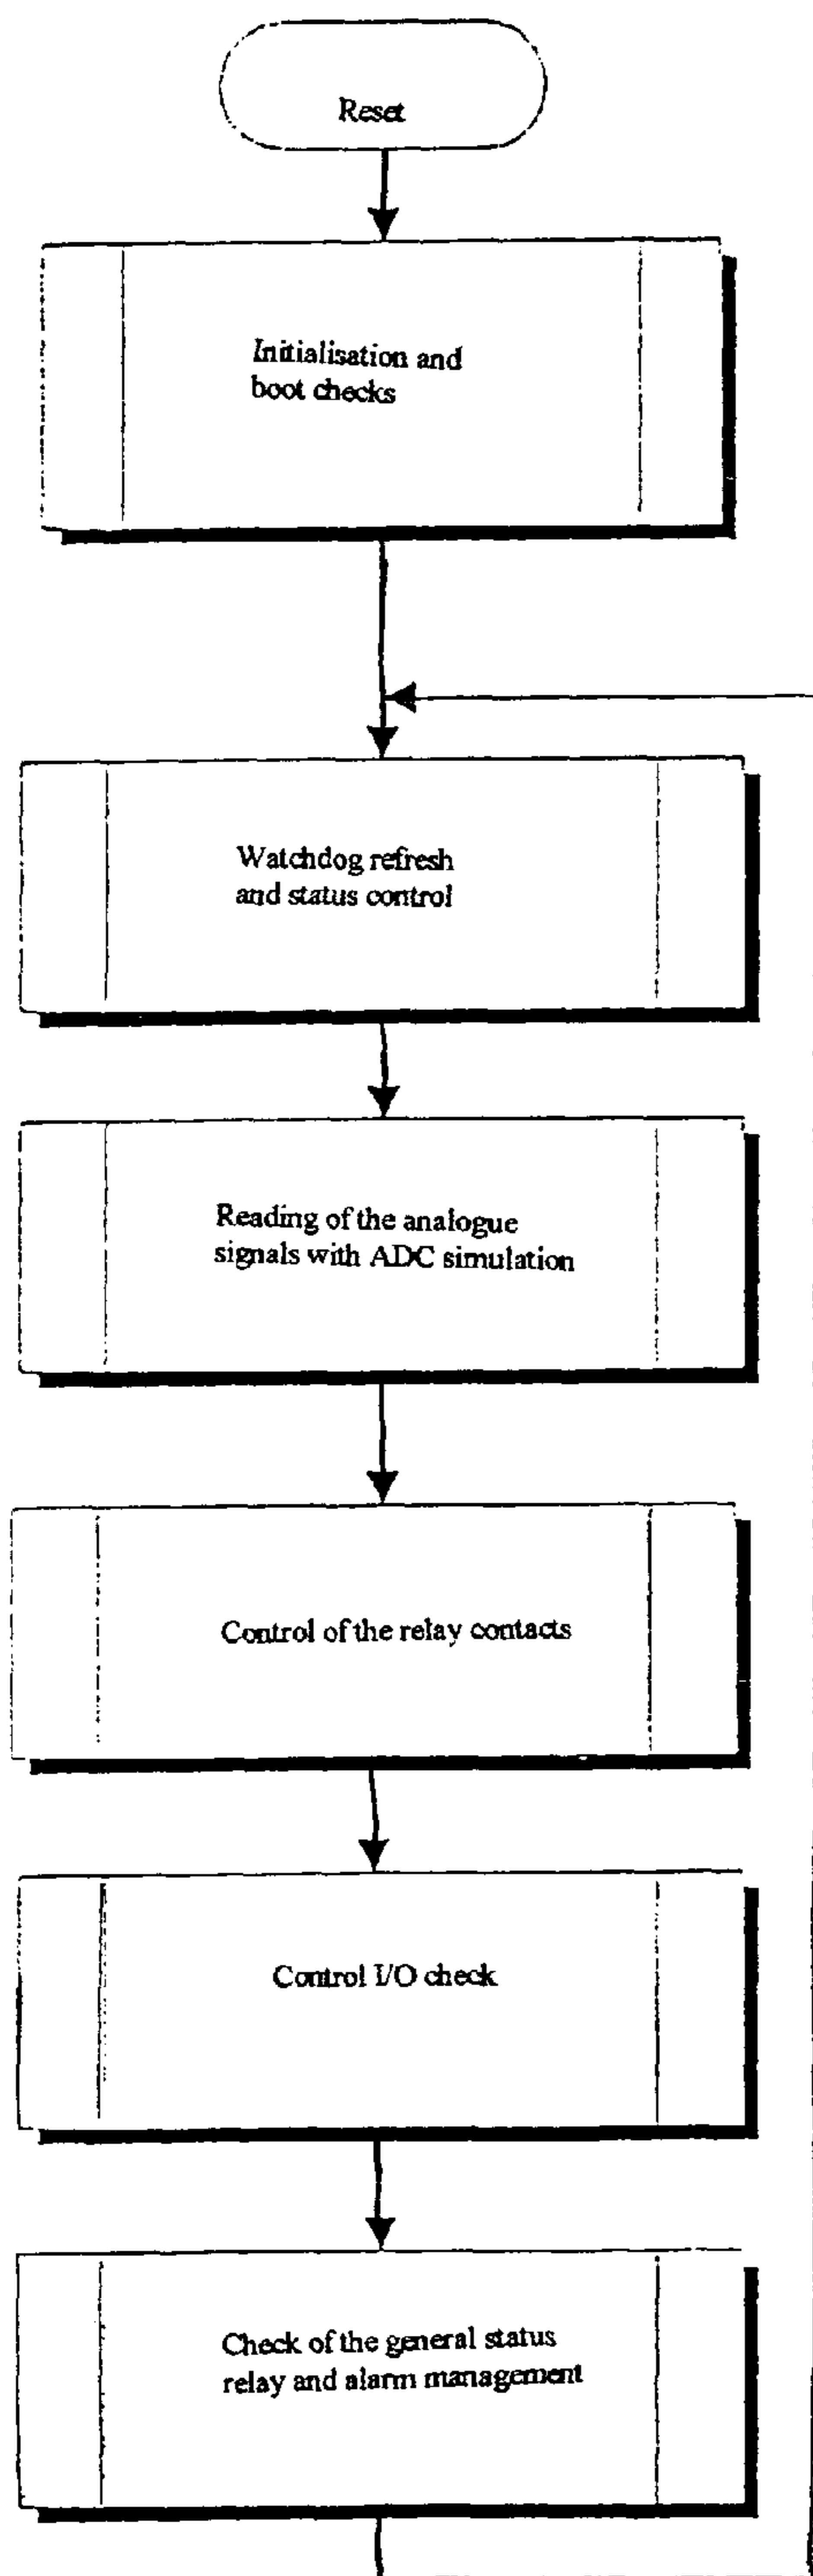 Reset
Initialisation and
boot checks
Watchdog refresh
and status control
Reading of the analogue
signals with ADC simulation
Control of the relay contacts
Control I/O check
Check of the general status
relay and alarm management